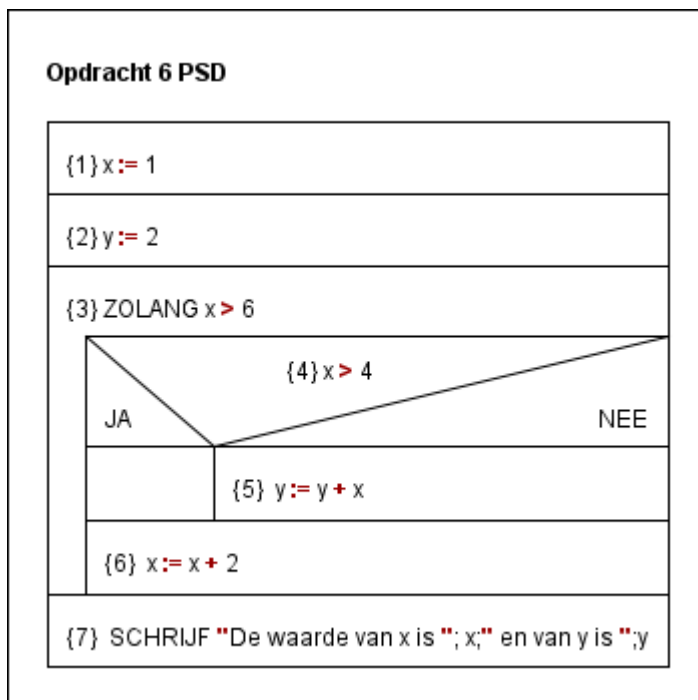 Opdracht 6 PSD
{1} x := 1
{2} y := 2
{3} ZOLANG x > 6
{4} x > 4
JA NEE
{5} y := y + x
{6} x := x + 2
{7} SCHRIJF "De waarde van x is "; x;" en van y is ";y